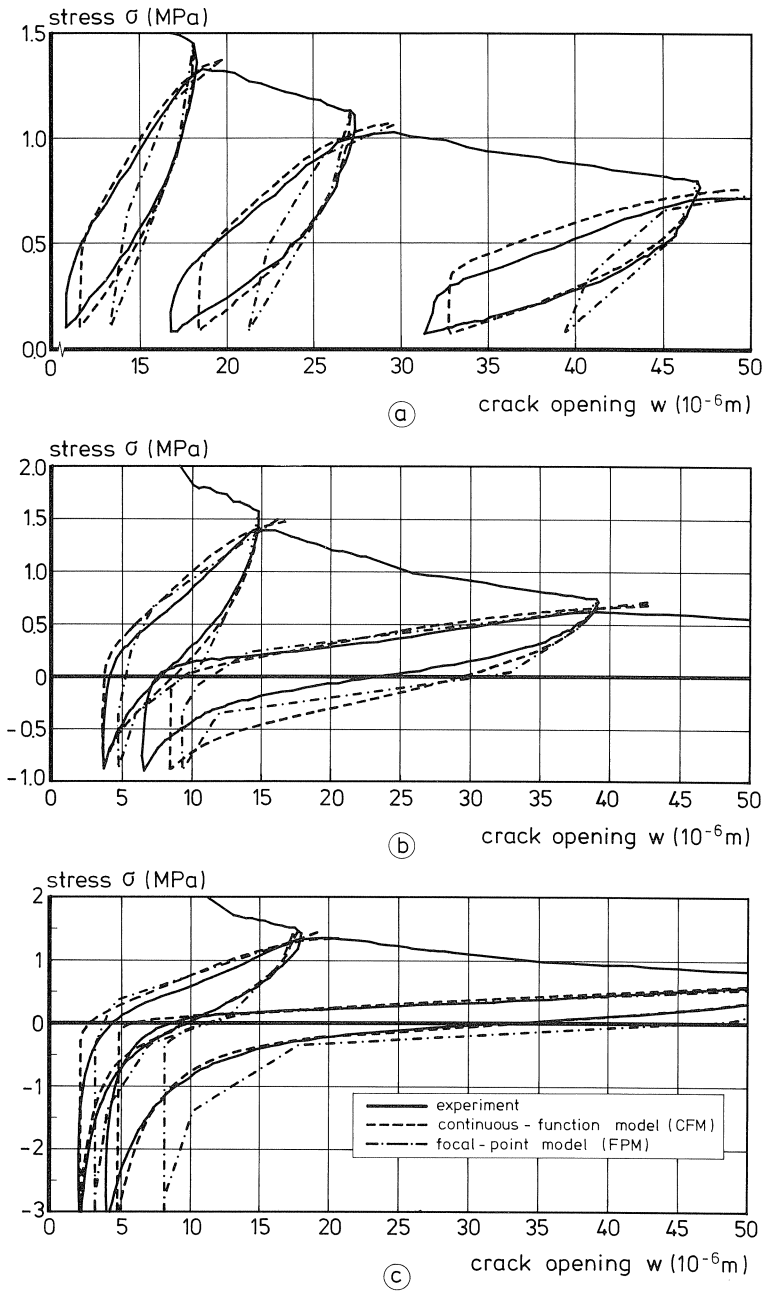 stress σ (MPa)
1.5
1.0
0.5
0.0
0 15 20 25 30 35 40 45 50
crack opening w (10⁻⁶m)
a
stress σ (MPa)
2.0
1.5
1.0
0.5
0
-0.5
-1.0
0 5 10 15 20 25 30 35 40 45 50
crack opening w (10⁻⁶m)
b
stress σ (MPa)
2
1
0
-1
-2
-3
experiment
continuous - function model (CFM)
focal - point model (FPM)
0 5 10 15 20 25 30 35 40 45 50
crack opening w (10⁻⁶m)
c